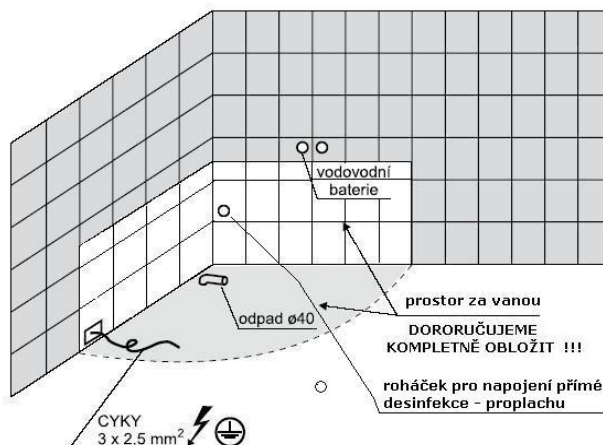 vodovodní
baterie
odpad ø40
prostor za vanou
DORORUČUJEME
KOMPLETNĚ OBLOŽIT !!!
roháček pro napojení přímé
desinfekce - proplachu
CYKY
3 x 2,5 mm²